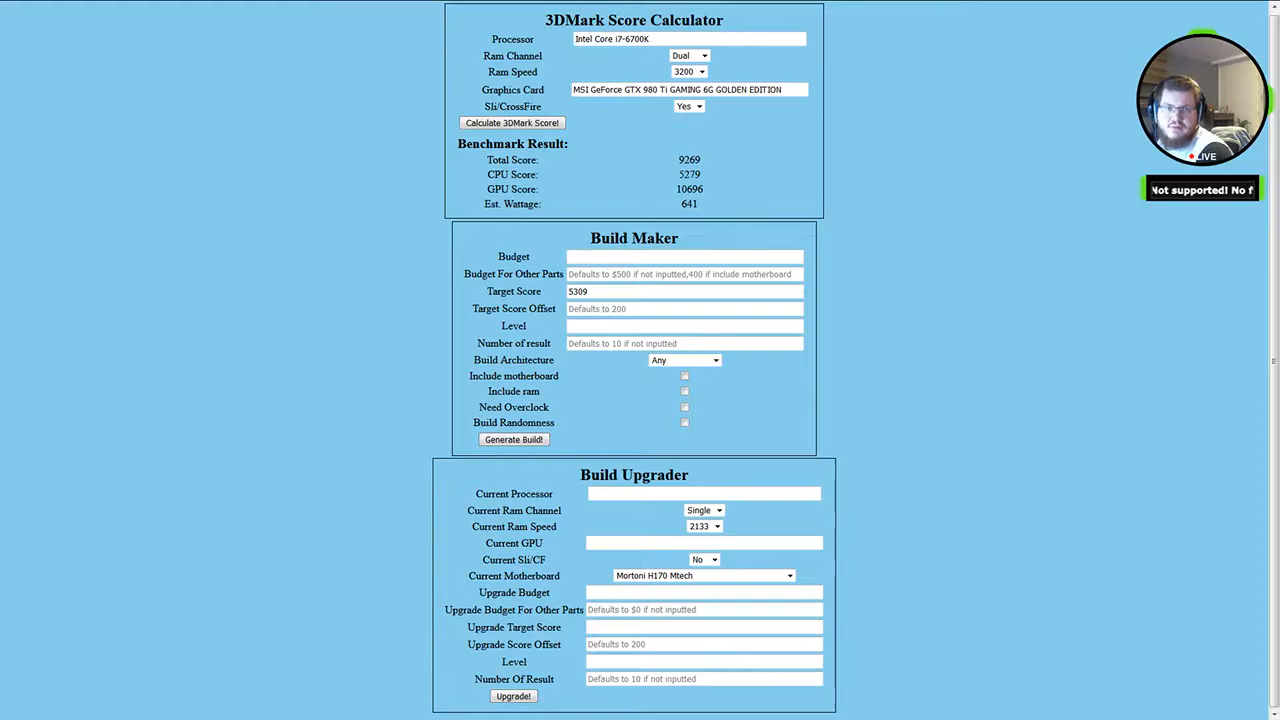 3DMark Score Calculator
Processor Intel Core i7-6700K
Ram Channel Dual
Ram Speed 3200
Graphics Card MSI GeForce GTX 980 Ti GAMING 6G GOLDEN EDITION
Sli/CrossFire Yes
Calculate 3DMark Score!
Benchmark Result:
Total Score: 9269
CPU Score: 5279
GPU Score: 10696
Est. Wattage: 641
LIVE
Not supported! No f
Build Maker
Budget
Budget For Other Parts Defaults to $500 if not inputted,400 if include motherboard
Target Score 5309
Target Score Offset Defaults to 200
Level
Number of result Defaults to 10 if not inputted
Build Architecture Any
Include motherboard
Include ram
Need Overclock
Build Randomness
Generate Build!
Build Upgrader
Current Processor
Current Ram Channel Single
Current Ram Speed 2133
Current GPU
Current Sli/CF No
Current Motherboard Mortoni H170 Mtech
Upgrade Budget
Upgrade Budget For Other Parts Defaults to $0 if not inputted
Upgrade Target Score
Upgrade Score Offset Defaults to 200
Level
Number Of Result Defaults to 10 if not inputted
Upgrade!